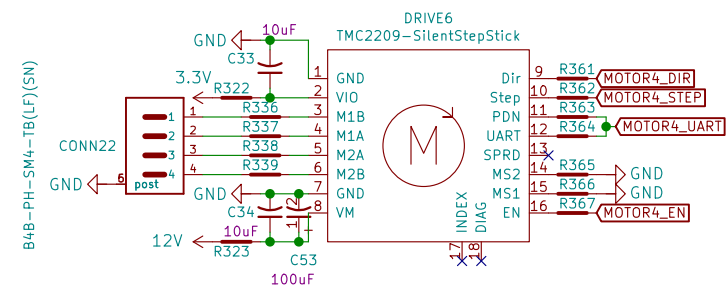 DRIVE6
TMC2209-SilentStepStick
10uF
GND
C33
3.3V
R322
R336
R337
R338
R339
B4B-PH-SM4-TB(LF)(SN)
CONN22
1
2
3
4
1
2
3
4
post
6
GND
GND
C34
2
1
10uF
12V
R323
C53
100uF
1 GND
2 VIO
3 M1B
4 M1A
5 M2A
6 M2B
7 GND
8 VM
M
Dir 9 R361 MOTOR4_DIR
Step 10 R362 MOTOR4_STEP
PDN 11 R363
UART 12 R364 MOTOR4_UART
SPRD 13
MS2 14 R365 GND
MS1 15 R366 GND
EN 16 R367 MOTOR4_EN
INDEX 17
DIAG 18